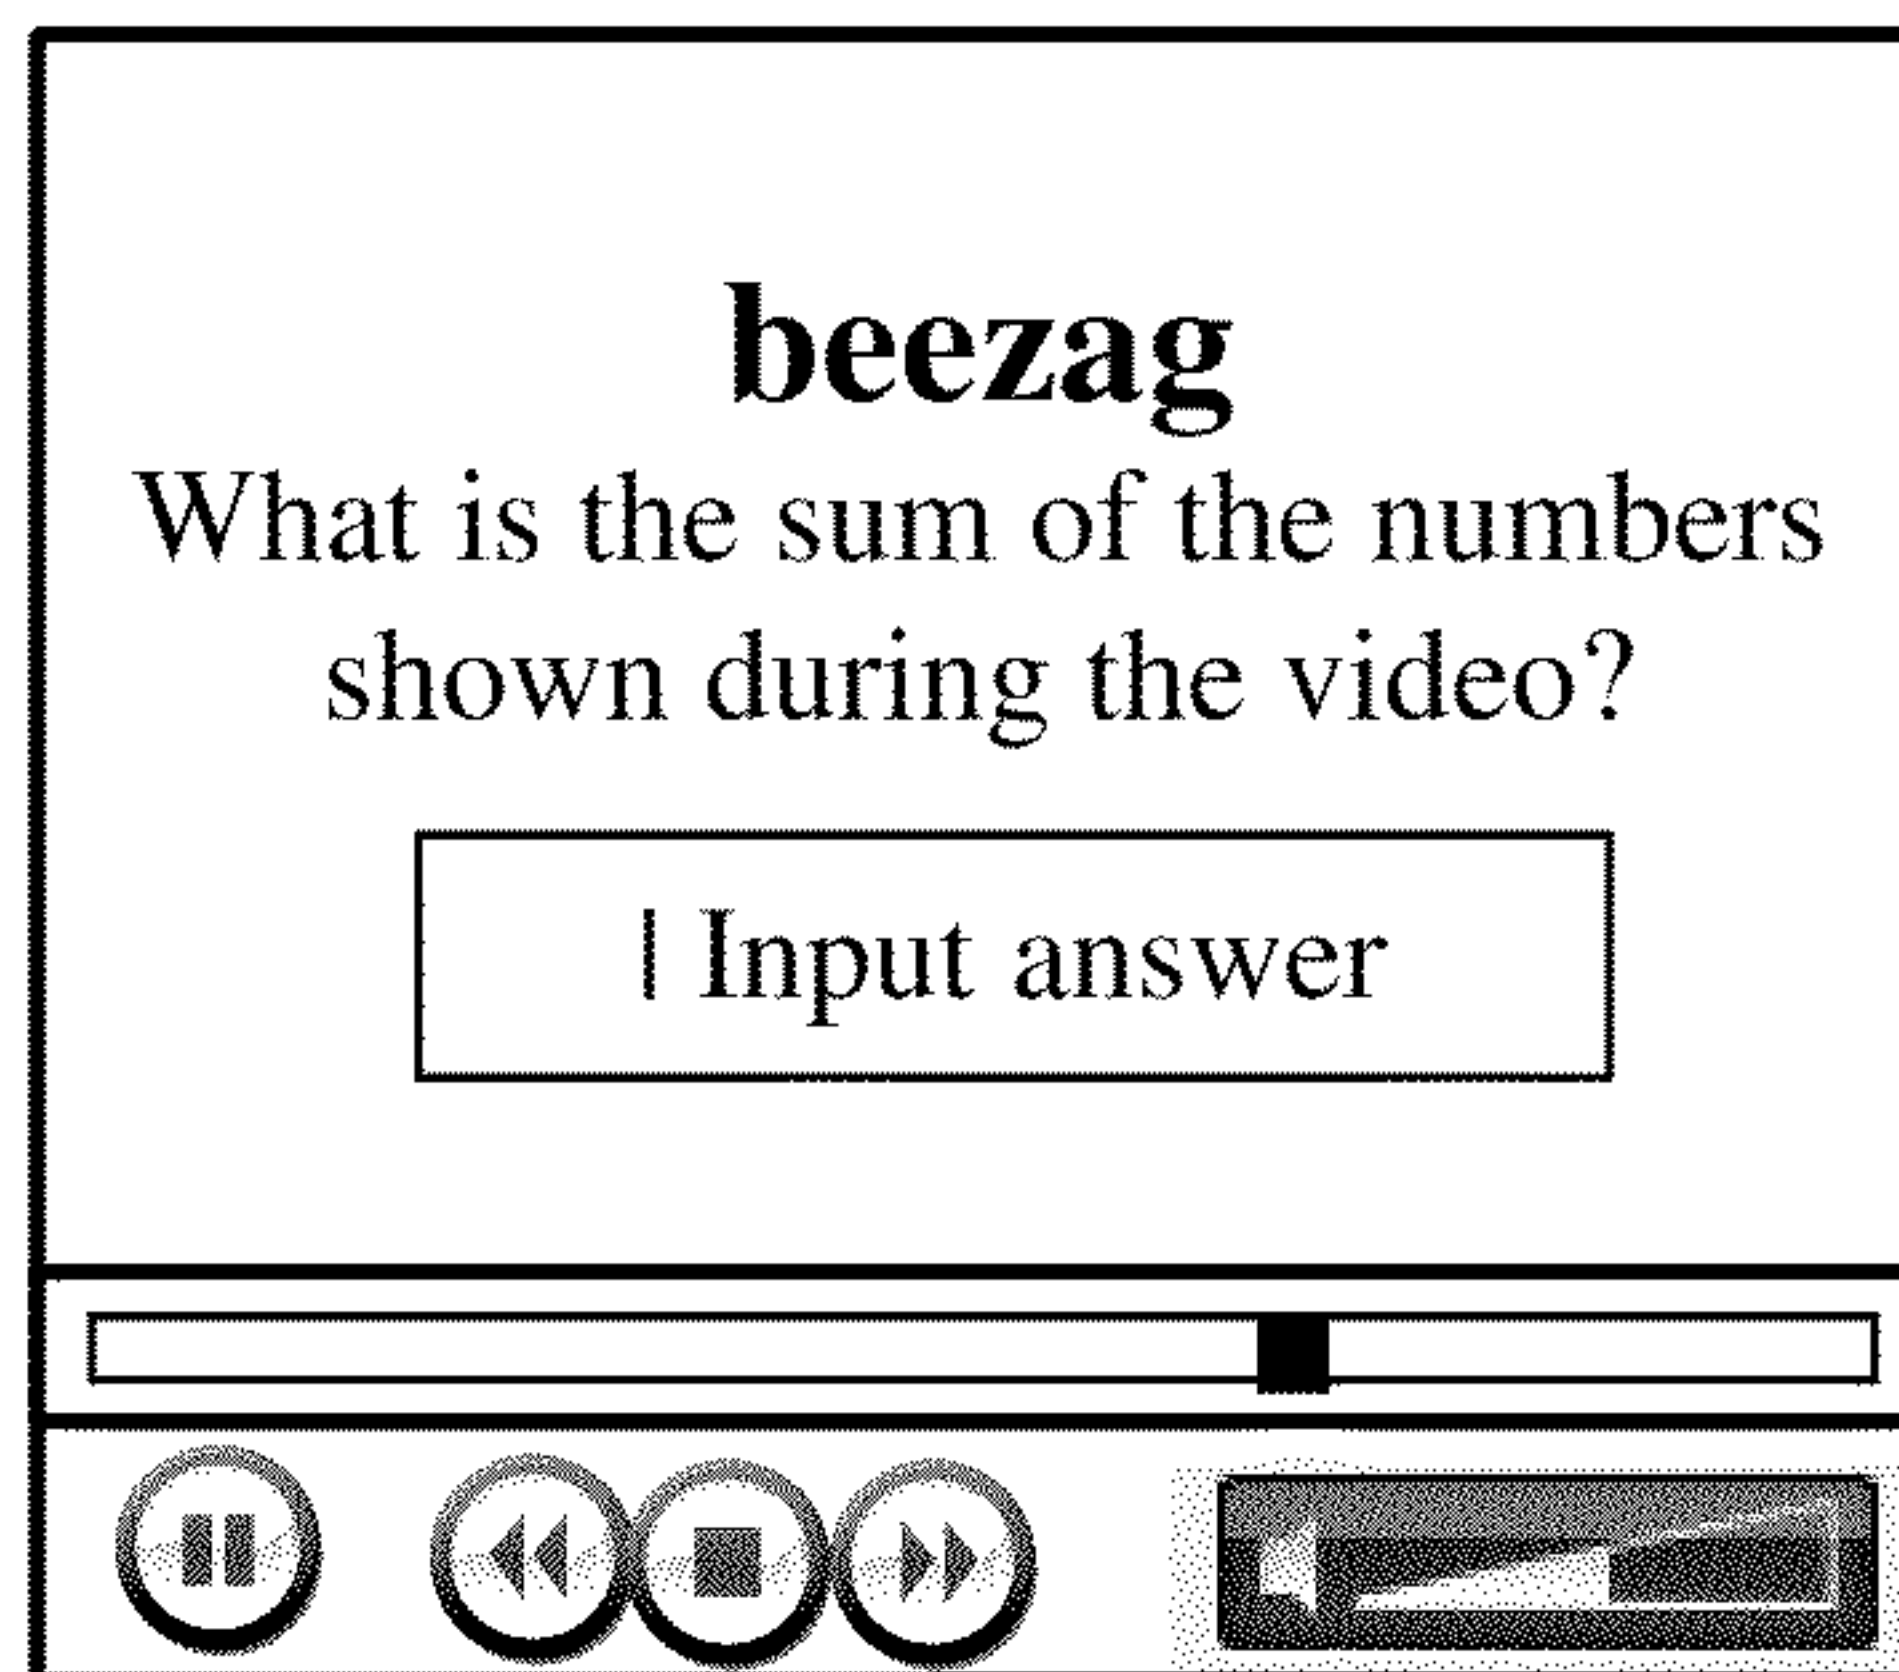 beezag
What is the sum of the numbers
shown during the video?
| Input answer